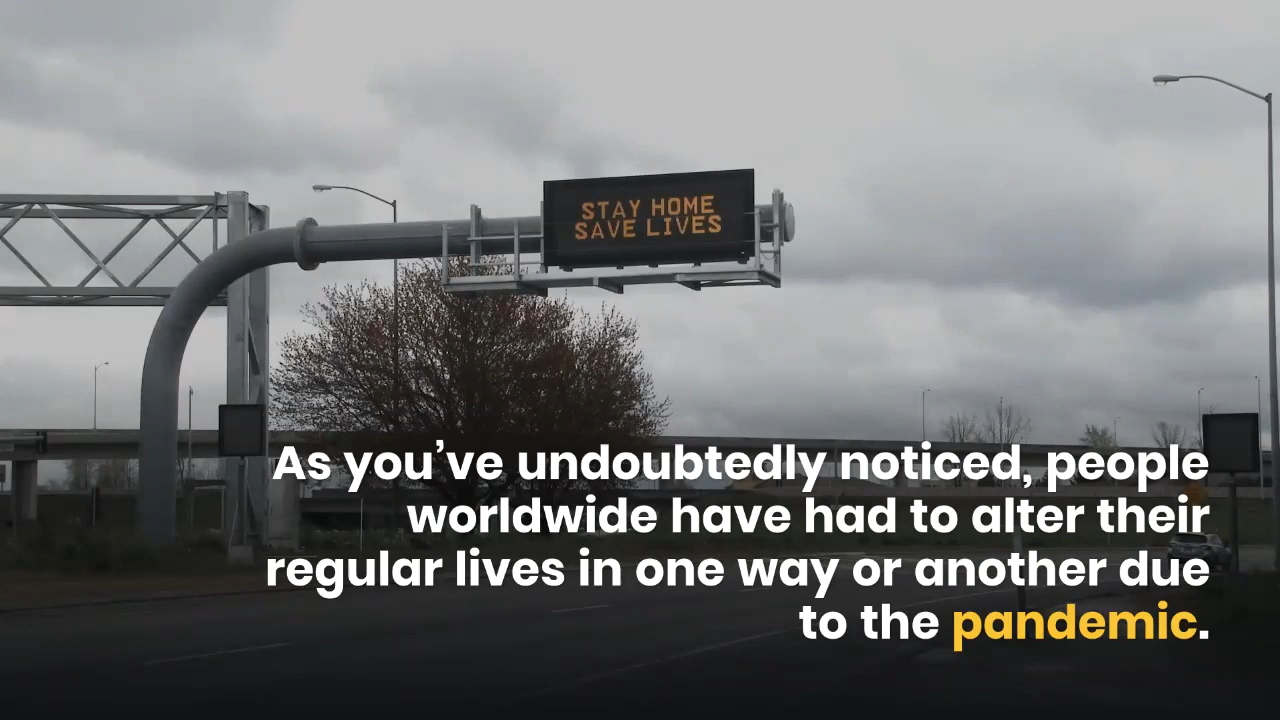 STAY HOME
SAVE LIVES
As you’ve undoubtedly noticed, people
worldwide have had to alter their
regular lives in one way or another due
to the pandemic.